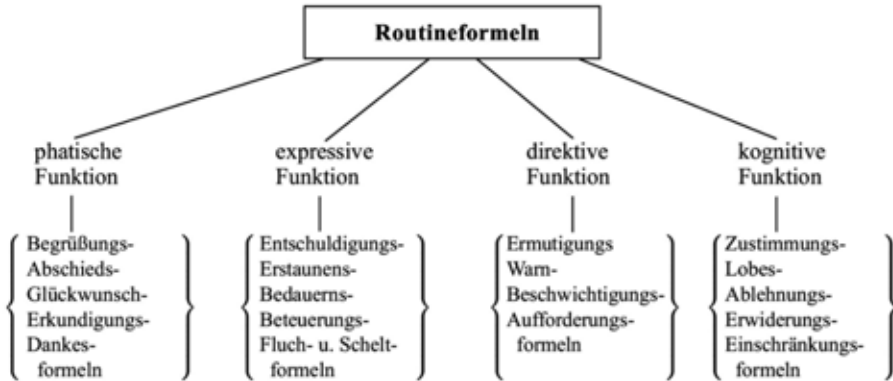 Routineformeln
phatische
Funktion
expressive
Funktion
direktive
Funktion
kognitive
Funktion
Begrüßungs-
Abschieds-
Glückwunsch-
Erkundigungs-
Dankes-
formeln
Entschuldigungs-
Erstaunens-
Bedauerns-
Beteuerungs-
Fluch- u. Schelt-
formeln
Ermutigungs
Warn-
Beschwichtigungs-
Aufforderungs-
formeln
Zustimmungs-
Lobes-
Ablehnungs-
Erwiderungs-
Einschränkungs-
formeln